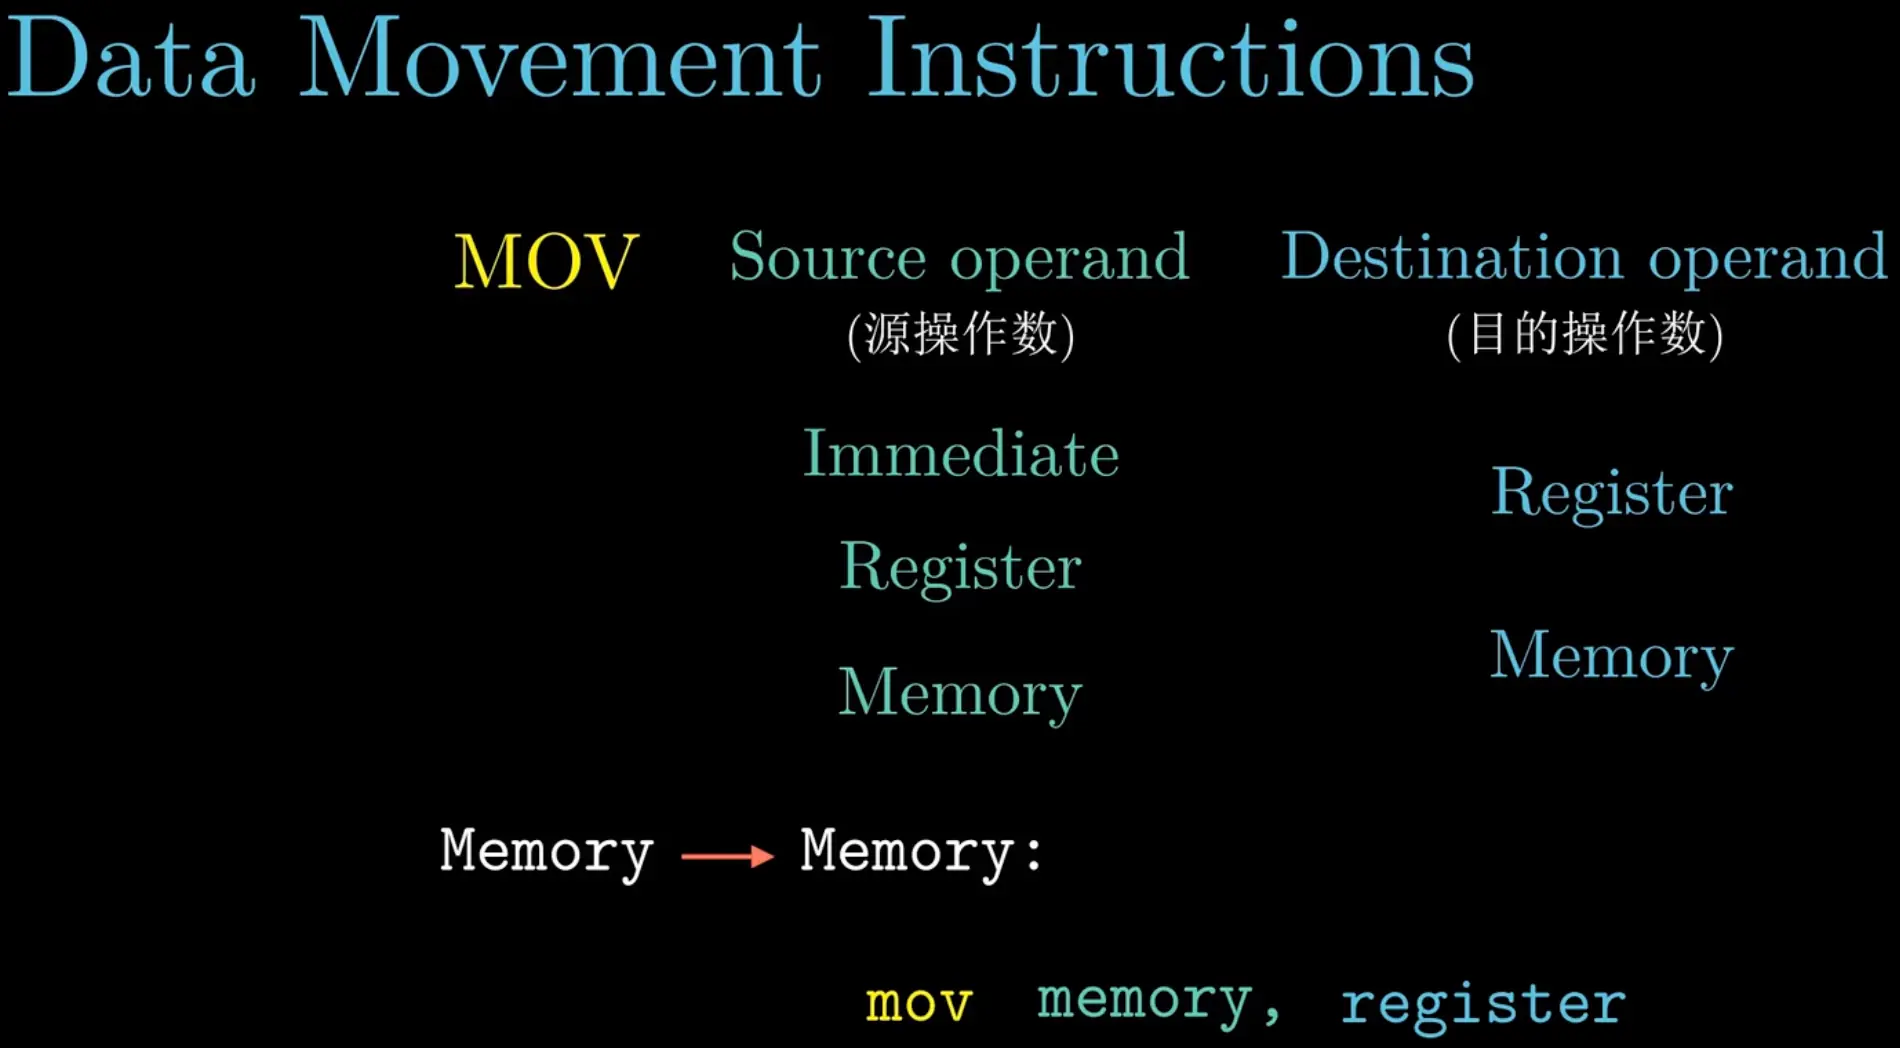 Data Movement Instructions
MOV Source operand Destination operand
(源操作数) (目的操作数)
Immediate
Register
Register
Memory
Memory
Memory → Memory:
mov memory, register